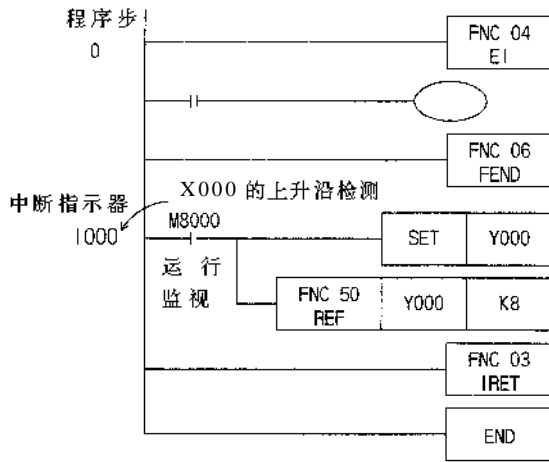 程序步
0
FNC 04
EI
FNC 06
FEND
X000 的上升沿检测
中断指示器
I000
M8000
运行
监视
SET Y000
FNC 50
REF
Y000 K8
FNC 03
IRET
END